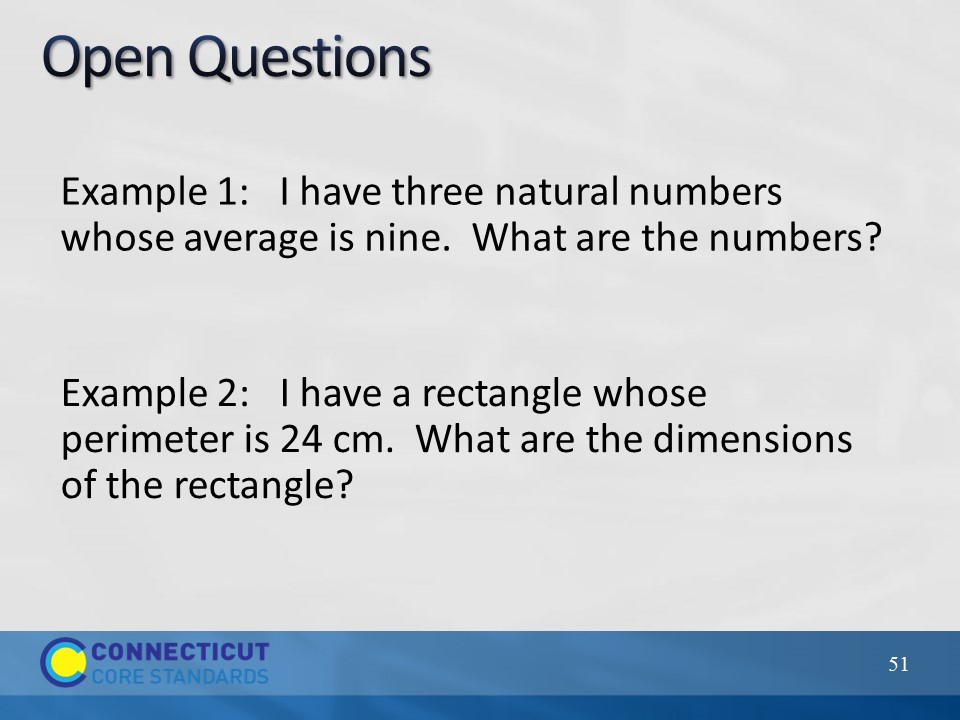 Open Questions
Example 1:   I have three natural numbers
whose average is nine.  What are the numbers?
Example 2:   I have a rectangle whose
perimeter is 24 cm.  What are the dimensions
of the rectangle?
CONNECTICUT
CORE STANDARDS
51